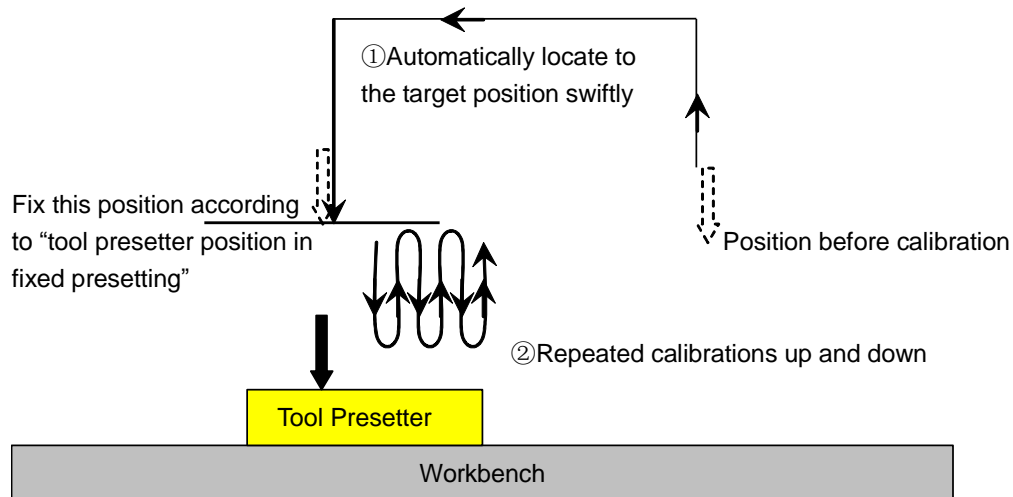 ①Automatically locate to
the target position swiftly
Fix this position according
to “tool presetter position in
fixed presetting”
Position before calibration
②Repeated calibrations up and down
Tool Presetter
Workbench